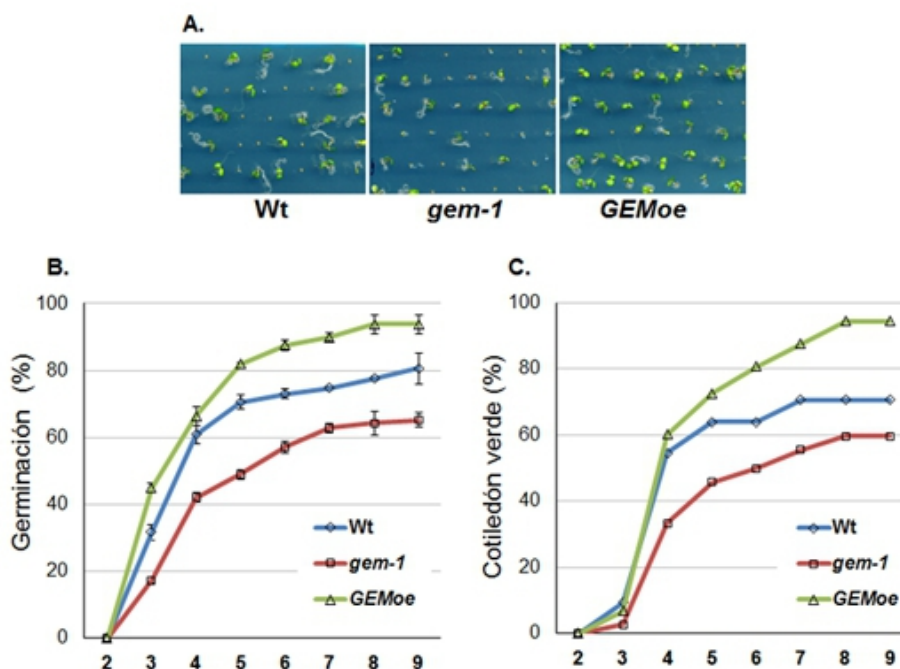 A.
Wt
gem-1
GEMoe
B.
Germinación (%)
100
80
60
40
20
0
2 3 4 5 6 7 8 9
Wt
gem-1
GEMoe
C.
Cotiledón verde (%)
100
80
60
40
20
0
2 3 4 5 6 7 8 9
Wt
gem-1
GEMoe